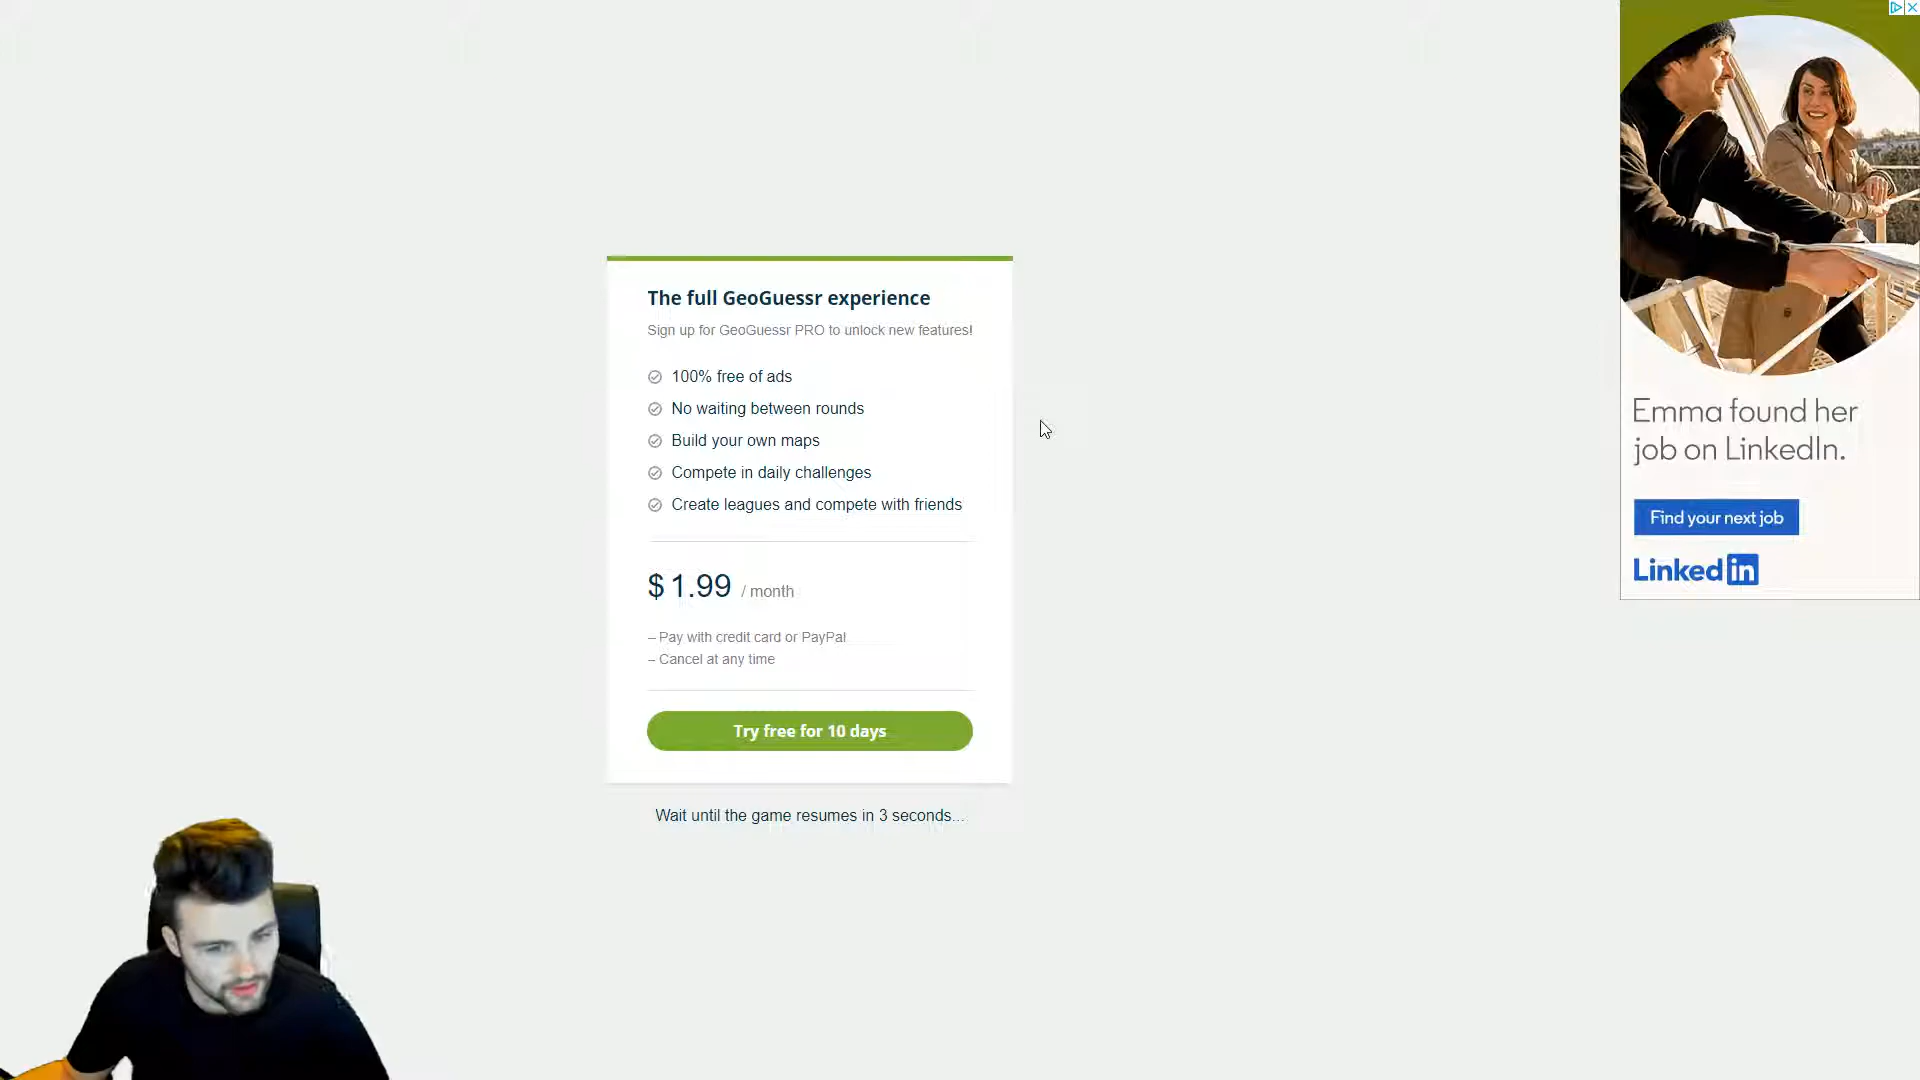 The full GeoGuessr experience
Sign up for GeoGuessr PRO to unlock new features!
100% free of ads
No waiting between rounds
Build your own maps
Compete in daily challenges
Create leagues and compete with friends
$ 1.99 / month
– Pay with credit card or PayPal
– Cancel at any time
Try free for 10 days
Wait until the game resumes in 3 seconds...
Emma found her
job on LinkedIn.
Find your next job
Linked in